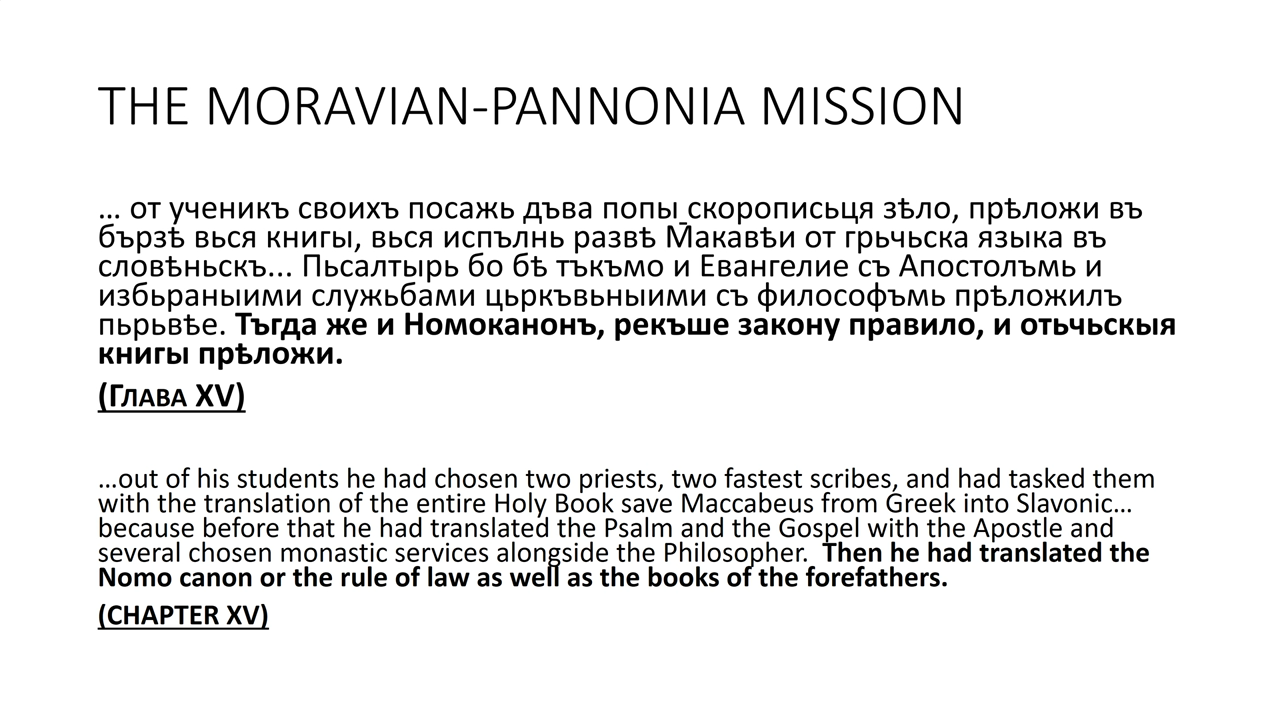 THE MORAVIAN-PANNONIA MISSION
… от ученикъ своихъ посажь дъва попы скорописьця зѣло, прѣложи въ
бързѣ вься книгы, вься испълнь развѣ Макавѣи от грьчьска языка въ
словѣньскъ... Пьсалтырь бо бѣ тъкъмо и Евангелие съ Апостолъмь и
избьраныими службами цьркъвьныими съ философъмь прѣложилъ
пьрьвѣе. Тъгда же и Номоканонъ, рекъше закону правило, и отьчьскыя
книгы прѣложи.
(Глава XV)
…out of his students he had chosen two priests, two fastest scribes, and had tasked them
with the translation of the entire Holy Book save Maccabeus from Greek into Slavonic…
because before that he had translated the Psalm and the Gospel with the Apostle and
several chosen monastic services alongside the Philosopher. Then he had translated the
Nomo canon or the rule of law as well as the books of the forefathers.
(CHAPTER XV)